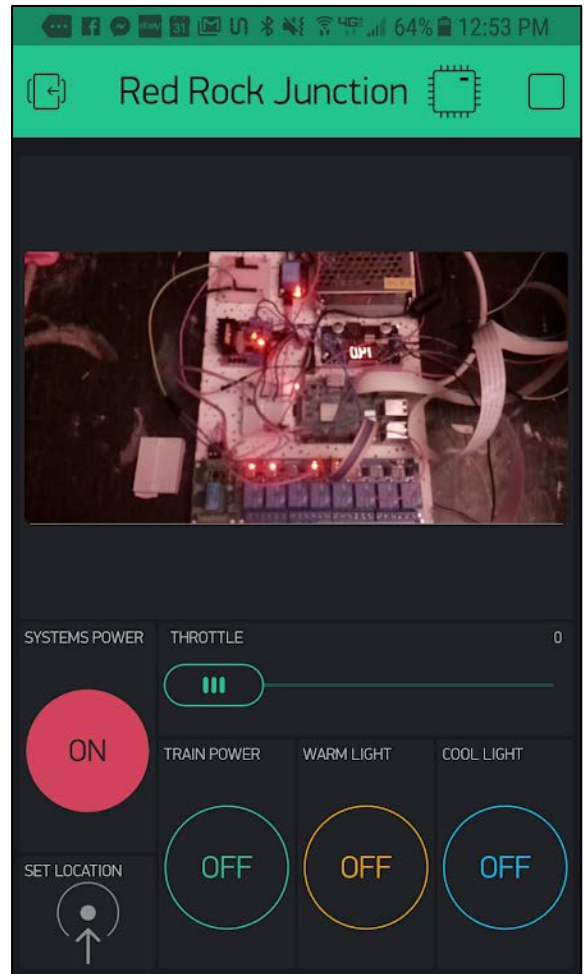 64% 12:53 PM
Red Rock Junction
SYSTEMS POWER
THROTTLE 0
ON
TRAIN POWER
WARM LIGHT
COOL LIGHT
OFF
OFF
OFF
SET LOCATION